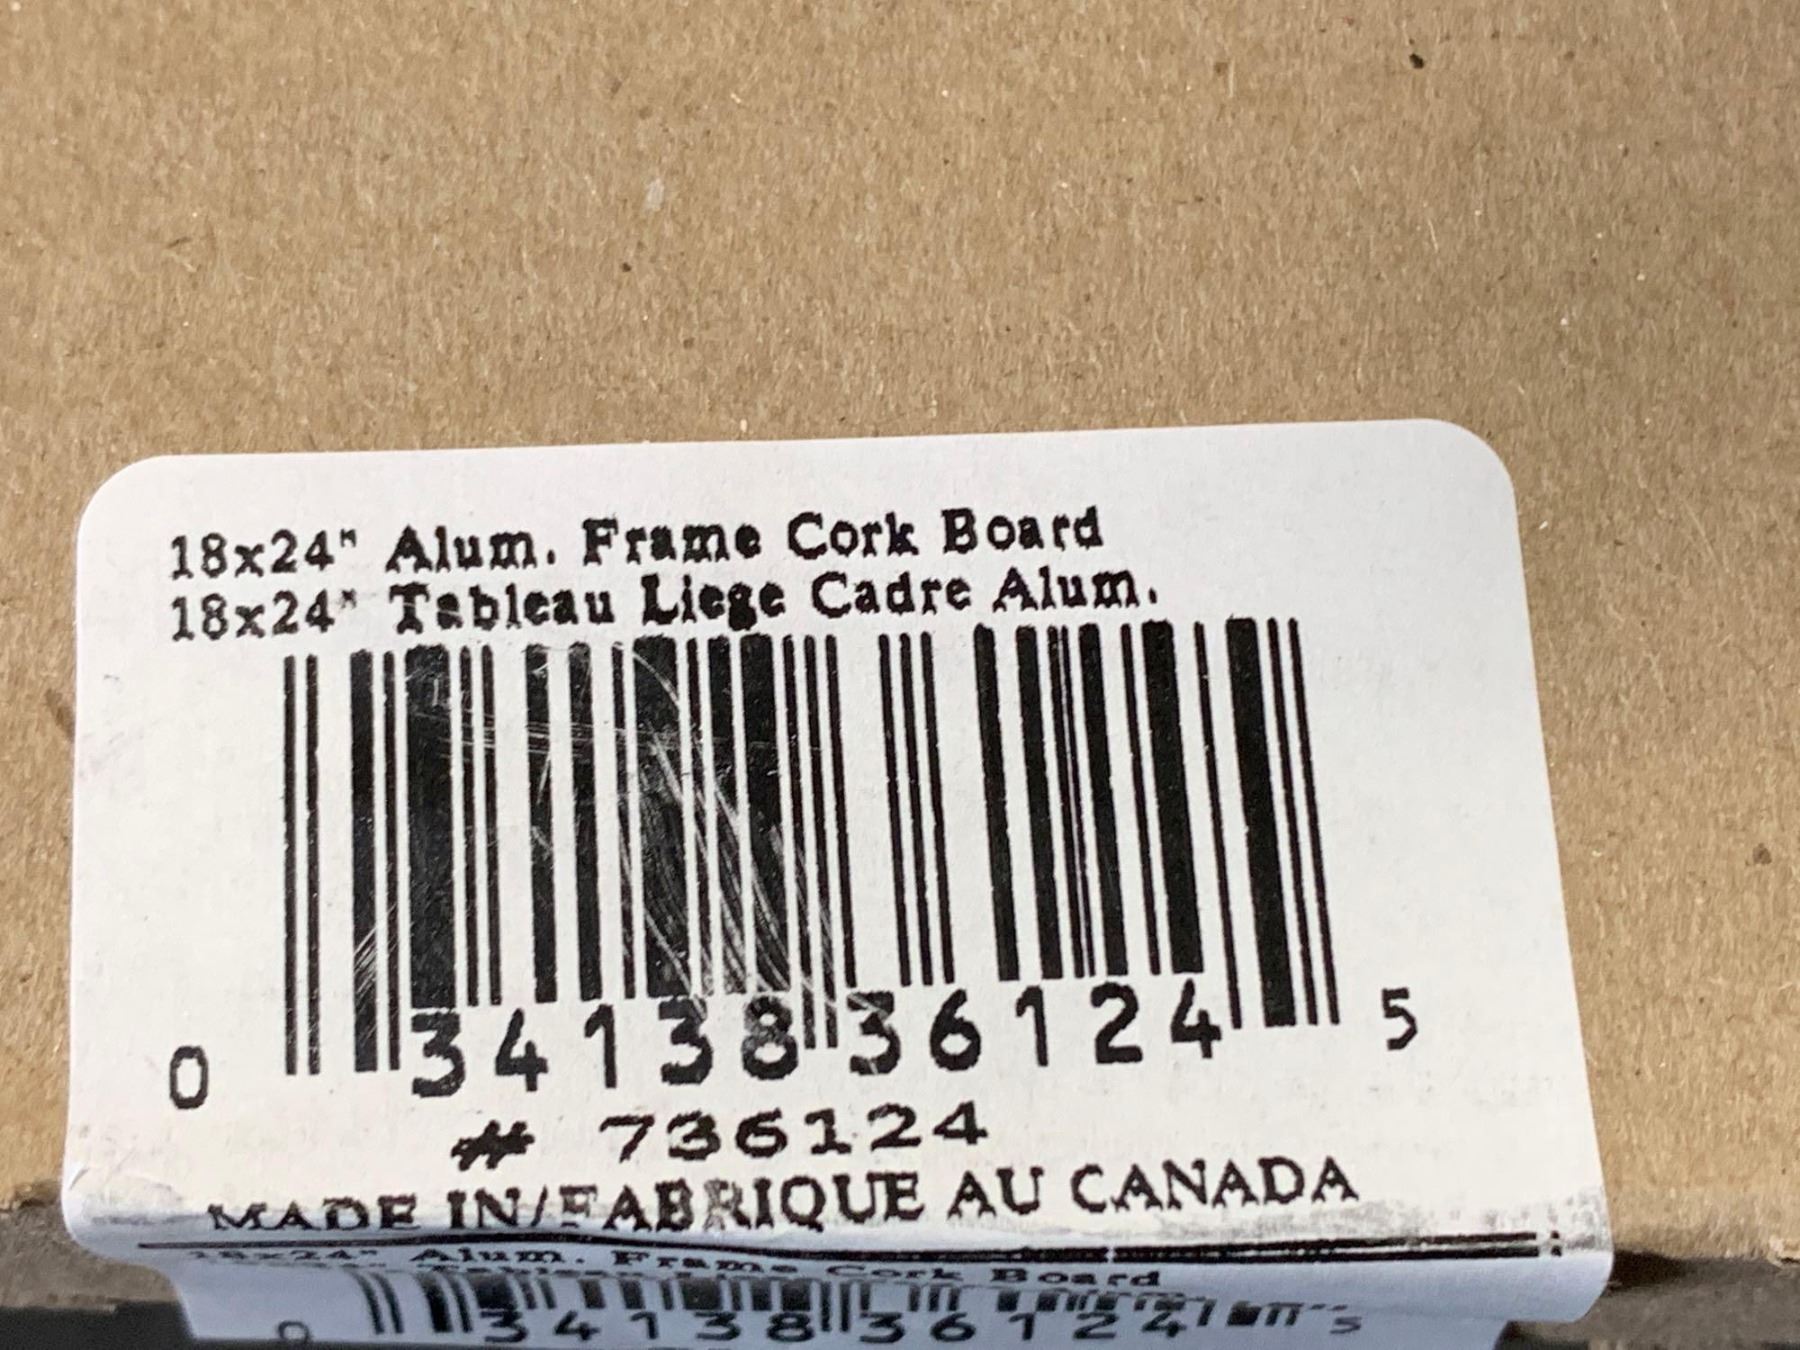 18x24" Alum. Frame Cork Board
18x24" Tableau Liege Cadre Alum.
0 34138 36124 5
# 736124
MADE IN/FABRIQUE AU CANADA
18x24" Alum. Frame Cork Board
0 34138 36124 5